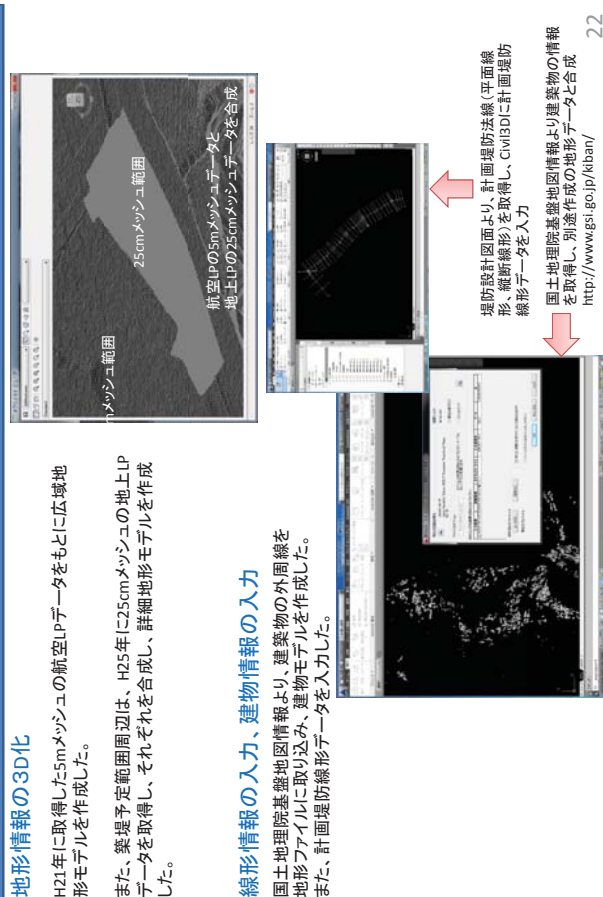 地形情報の3D化
H21年に取得した5mメッシュの航空LPデータをもとに広域地
形モデルを作成した。
また、築堤予定範囲周辺は、H25年に25cmメッシュの地上LP
データを取得し、それぞれを合成し、詳細地形モデルを作成
した。
mメッシュ範囲
25cmメッシュ範囲
航空LPの5mメッシュデータと
地上LPの25cmメッシュデータを合成
線形情報の入力、建物情報の入力
国土地理院基盤地図情報より、建築物の外周線を
地形ファイルに取り込み、建物モデルを作成した。
また、計画堤防線形データを入力した。
堤防設計図面より、計画堤防法線(平面線
形、縦断線形)を取得し、Civil3Dに計画堤防
線形データを入力
国土地理院基盤地図情報より建築物の情報
を取得し、別途作成の地形データと合成
http://www.gsi.go.jp/kiban/
22